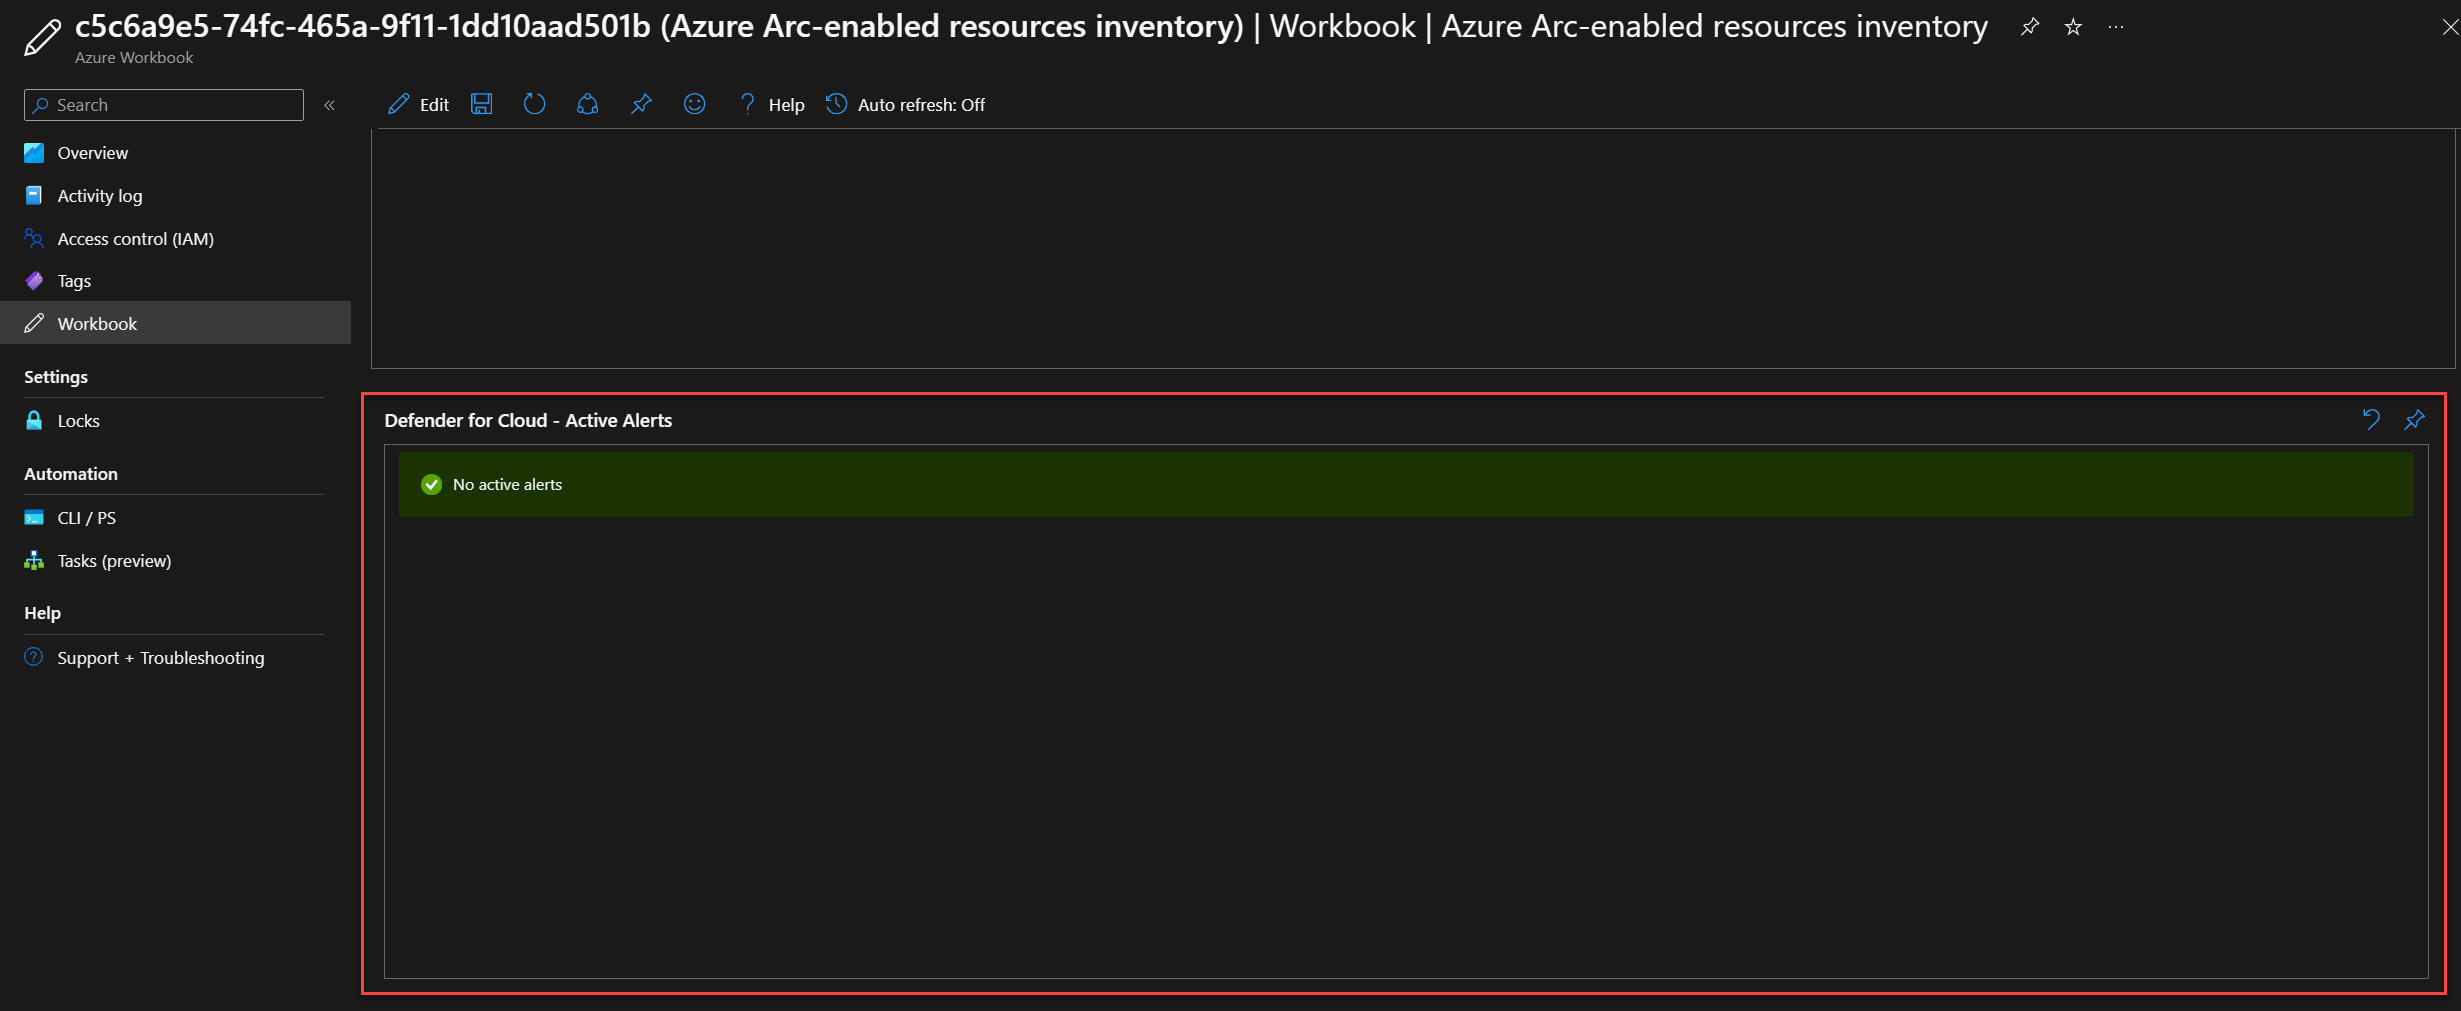 c5c6a9e5-74fc-465a-9f11-1dd10aad501b (Azure Arc-enabled resources inventory) | Workbook | Azure Arc-enabled resources inventory
Azure Workbook
Search
Edit
Help
Auto refresh: Off
Overview
Activity log
Access control (IAM)
Tags
Workbook
Settings
Locks
Automation
CLI / PS
Tasks (preview)
Help
Support + Troubleshooting
Defender for Cloud - Active Alerts
No active alerts